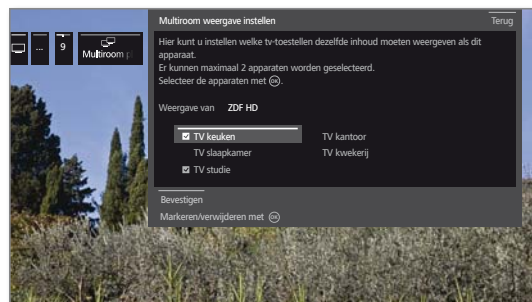 Multiroom weergave instellen
Terug
...
9
Multiroom
Hier kunt u instellen welke tv-toestellen dezelfde inhoud moeten weergeven als dit
apparaat.
Er kunnen maximaal 2 apparaten worden geselecteerd.
Selecteer de apparaten met OK.
Weergave van ZDF HD
TV keuken
TV kantoor
TV slaapkamer
TV kwekerij
TV studie
Bevestigen
Markeren/verwijderen met OK